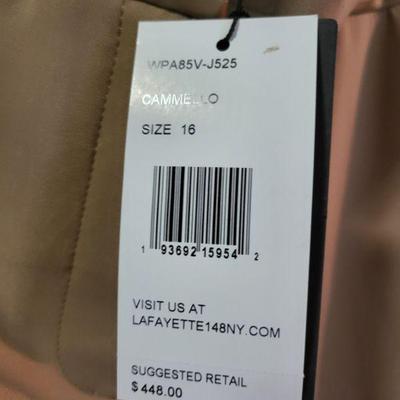 WPA85V-J525
CAMMELLO
SIZE 16
1 93692 15954 2
VISIT US AT
LAFAYETTE148NY.COM
SUGGESTED RETAIL
$448.00